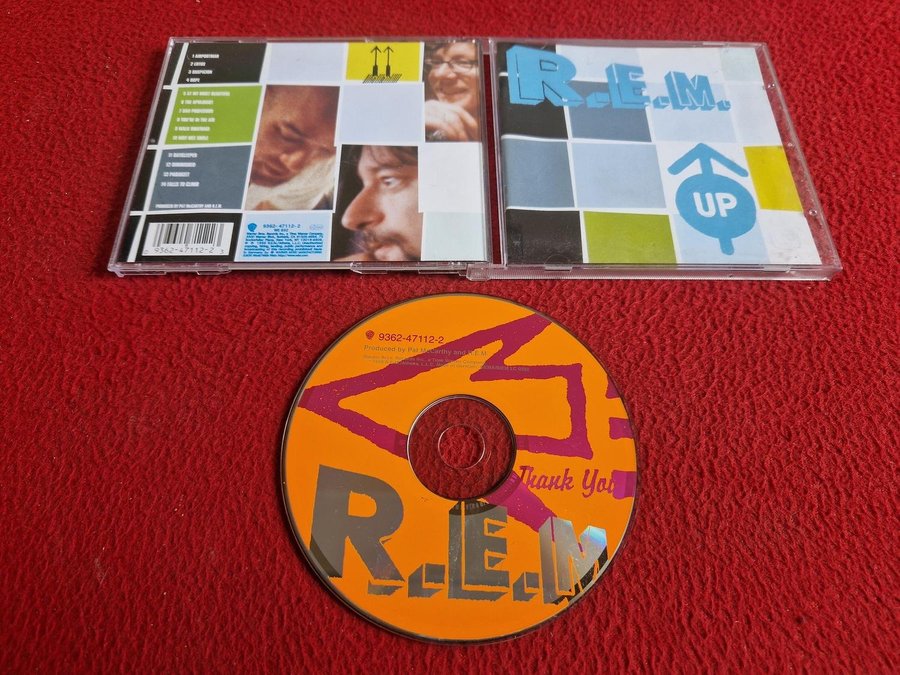 1 AIRPORTMAN
2 LOTUS
3 SUSPICION
4 HOPE
5 AT MY MOST BEAUTIFUL
6 THE APOLOGIST
7 SAD PROFESSOR
8 YOU'RE IN THE AIR
9 WALK UNAFRAID
10 WHY NOT SMILE
11 DAYSLEEPER
12 DIMINISHED
13 PARAKEET
14 FALLS TO CLIMB
PRODUCED BY PAT McCARTHY AND R.E.M.
9362-47112-2
9362-47112-2
R.E.M.
UP
9362-47112-2
Produced by Pat McCarthy and R.E.M.
Thank You
R.E.M